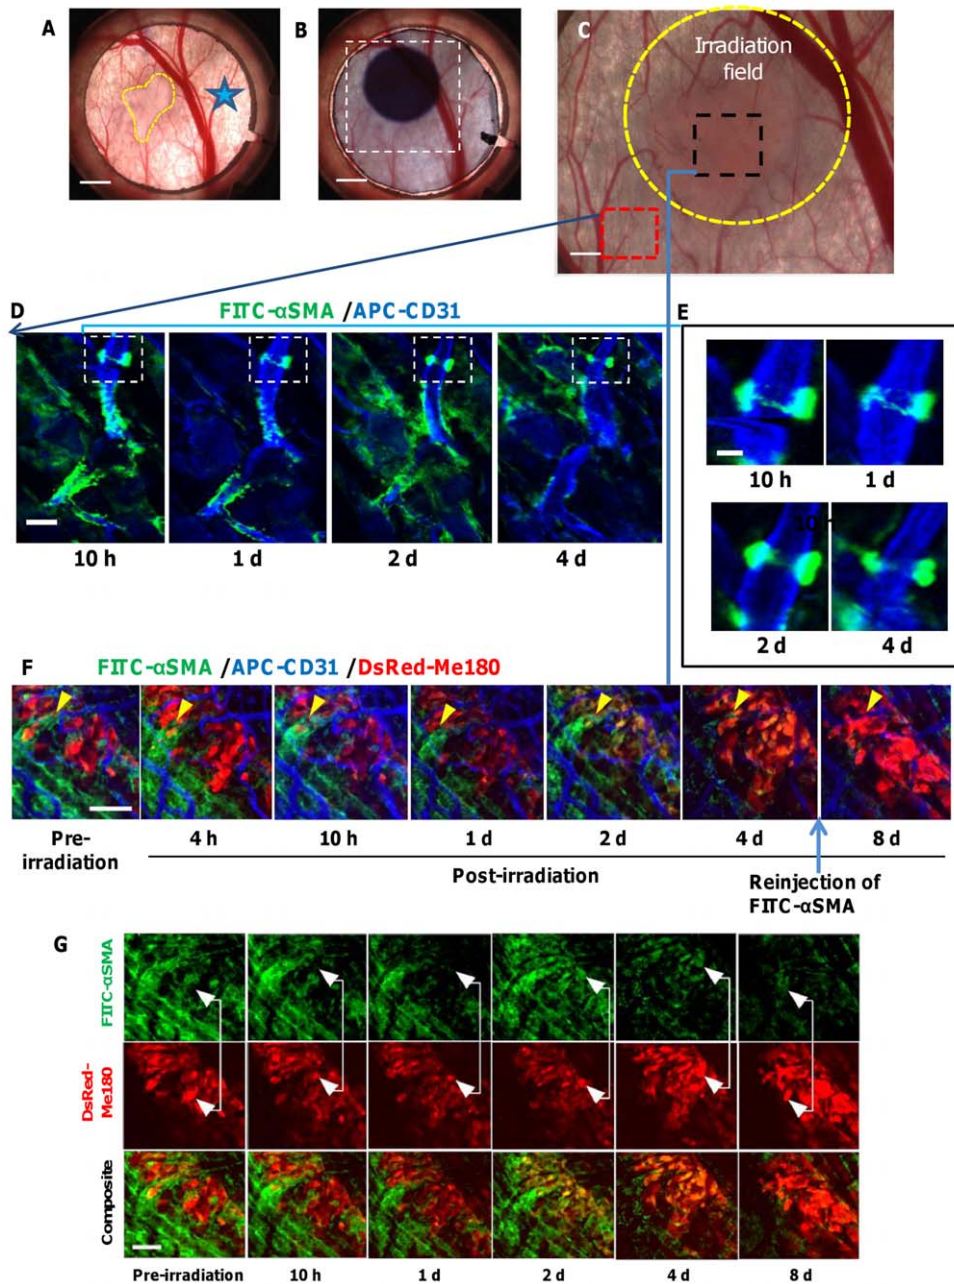 A
B
C
Irradiation
field
D
FITC-αSMA /APC-CD31
E
10 h
1 d
2 d
4 d
10 h
1 d
2 d
4 d
F
FITC-αSMA /APC-CD31 /DsRed-Me180
Pre-
irradiation
4 h
10 h
1 d
2 d
4 d
8 d
Post-irradiation
Reinjection of
FITC-αSMA
G
FITC-αSMA
DsRed-
Me180
Composite
Pre-irradiation
10 h
1 d
2 d
4 d
8 d